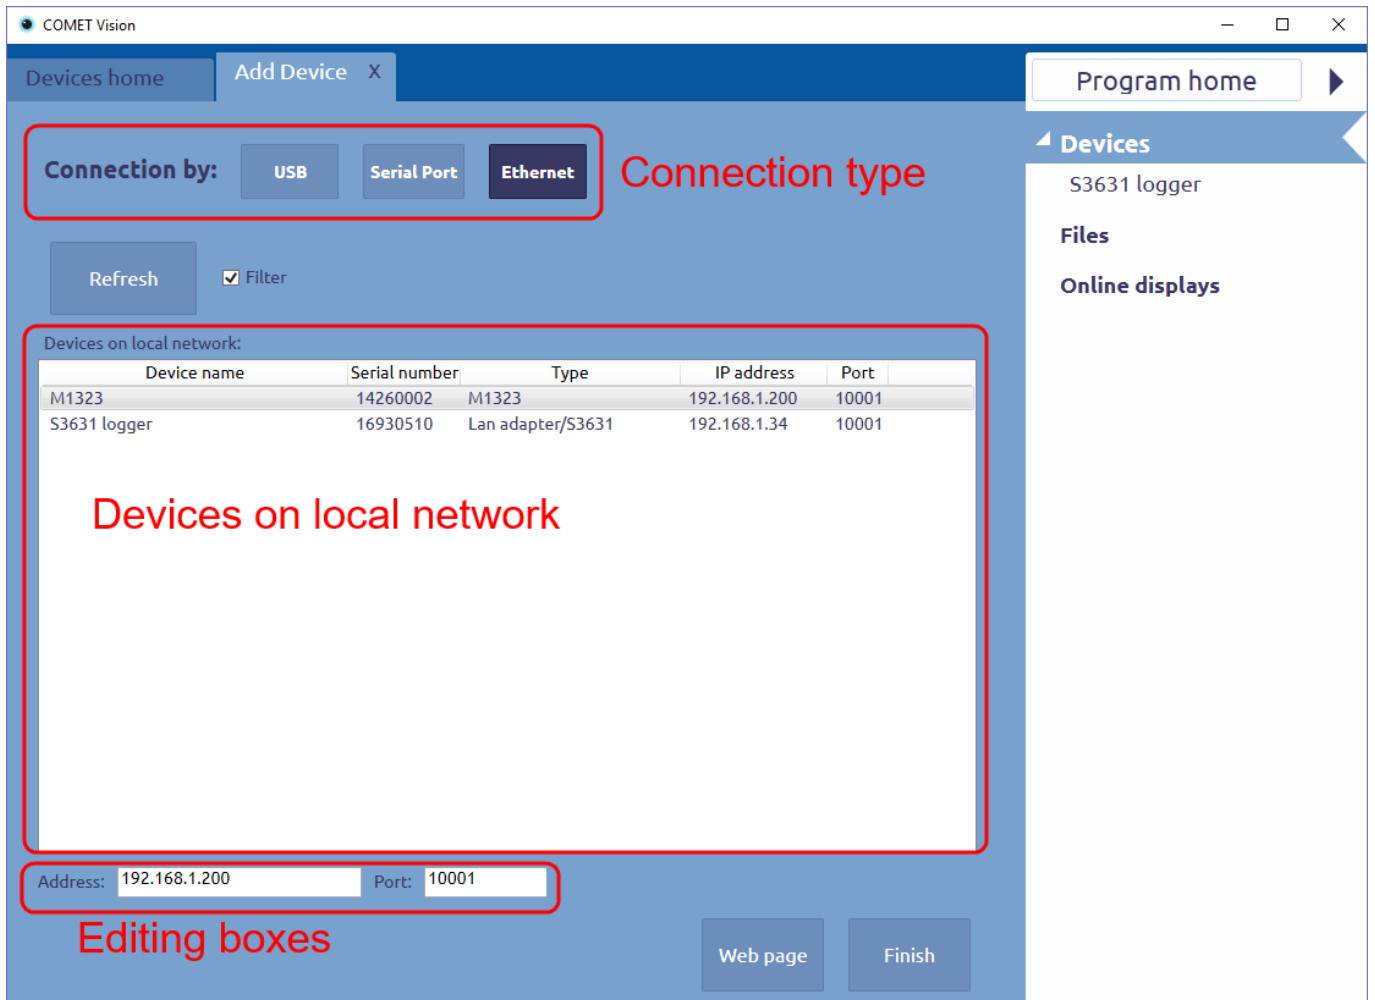 COMET Vision
Devices home
Add Device X
Program home
Connection by:
USB
Serial Port
Ethernet
Connection type
Devices
S3631 logger
Files
Online displays
Refresh
Filter
Devices on local network:
Device name Serial number Type IP address Port
M1323 14260002 M1323 192.168.1.200 10001
S3631 logger 16930510 Lan adapter/S3631 192.168.1.34 10001
Devices on local network
Address: 192.168.1.200 Port: 10001
Editing boxes
Web page
Finish